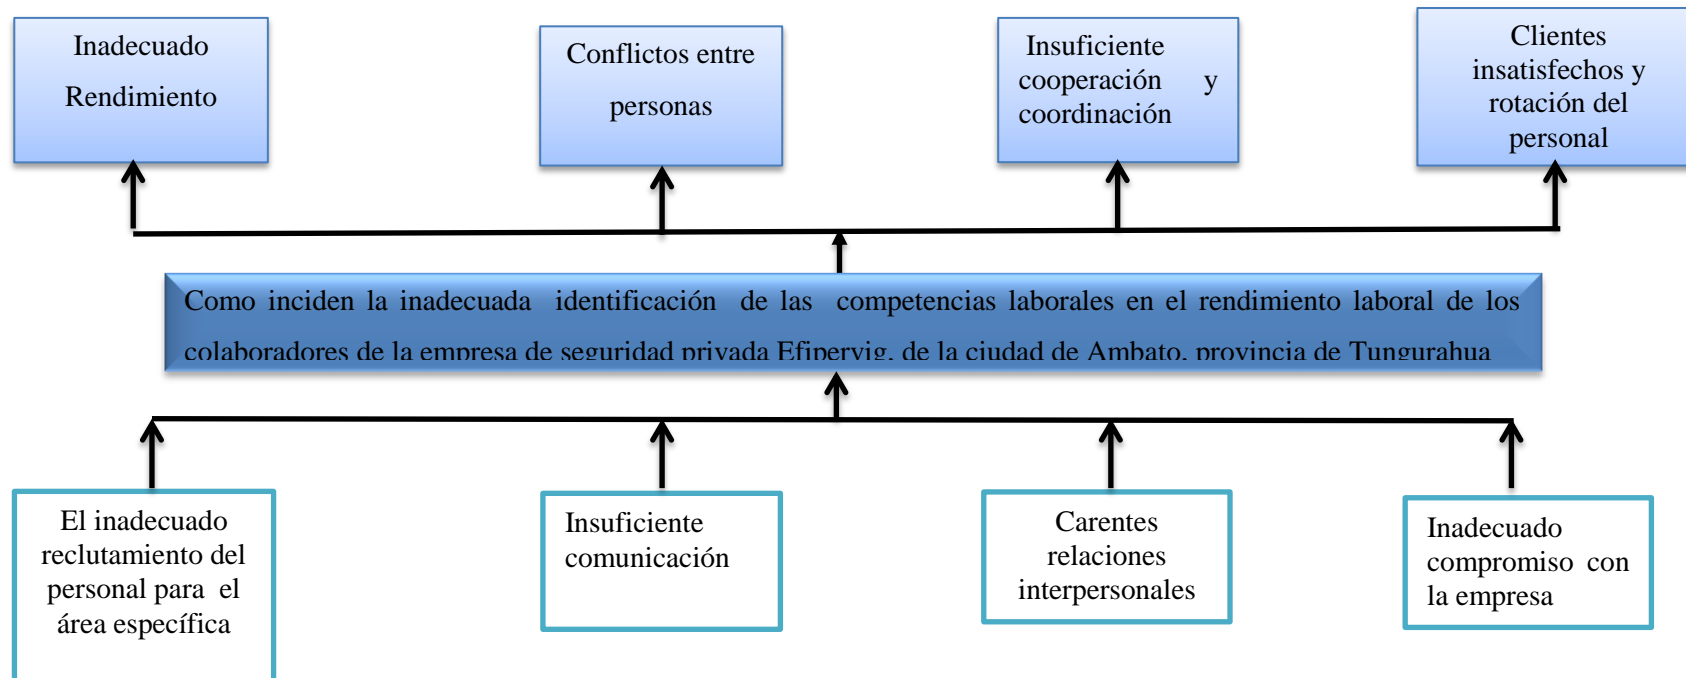 Inadecuado
Rendimiento
Conflictos entre
personas
Insuficiente
cooperación y
coordinación
Clientes
insatisfechos y
rotación del
personal
Como inciden la inadecuada identificación de las competencias laborales en el rendimiento laboral de los
colaboradores de la empresa de seguridad privada Efipervig, de la ciudad de Ambato, provincia de Tungurahua
El inadecuado
reclutamiento del
personal para el
área específica
Insuficiente
comunicación
Carentes
relaciones
interpersonales
Inadecuado
compromiso con
la empresa